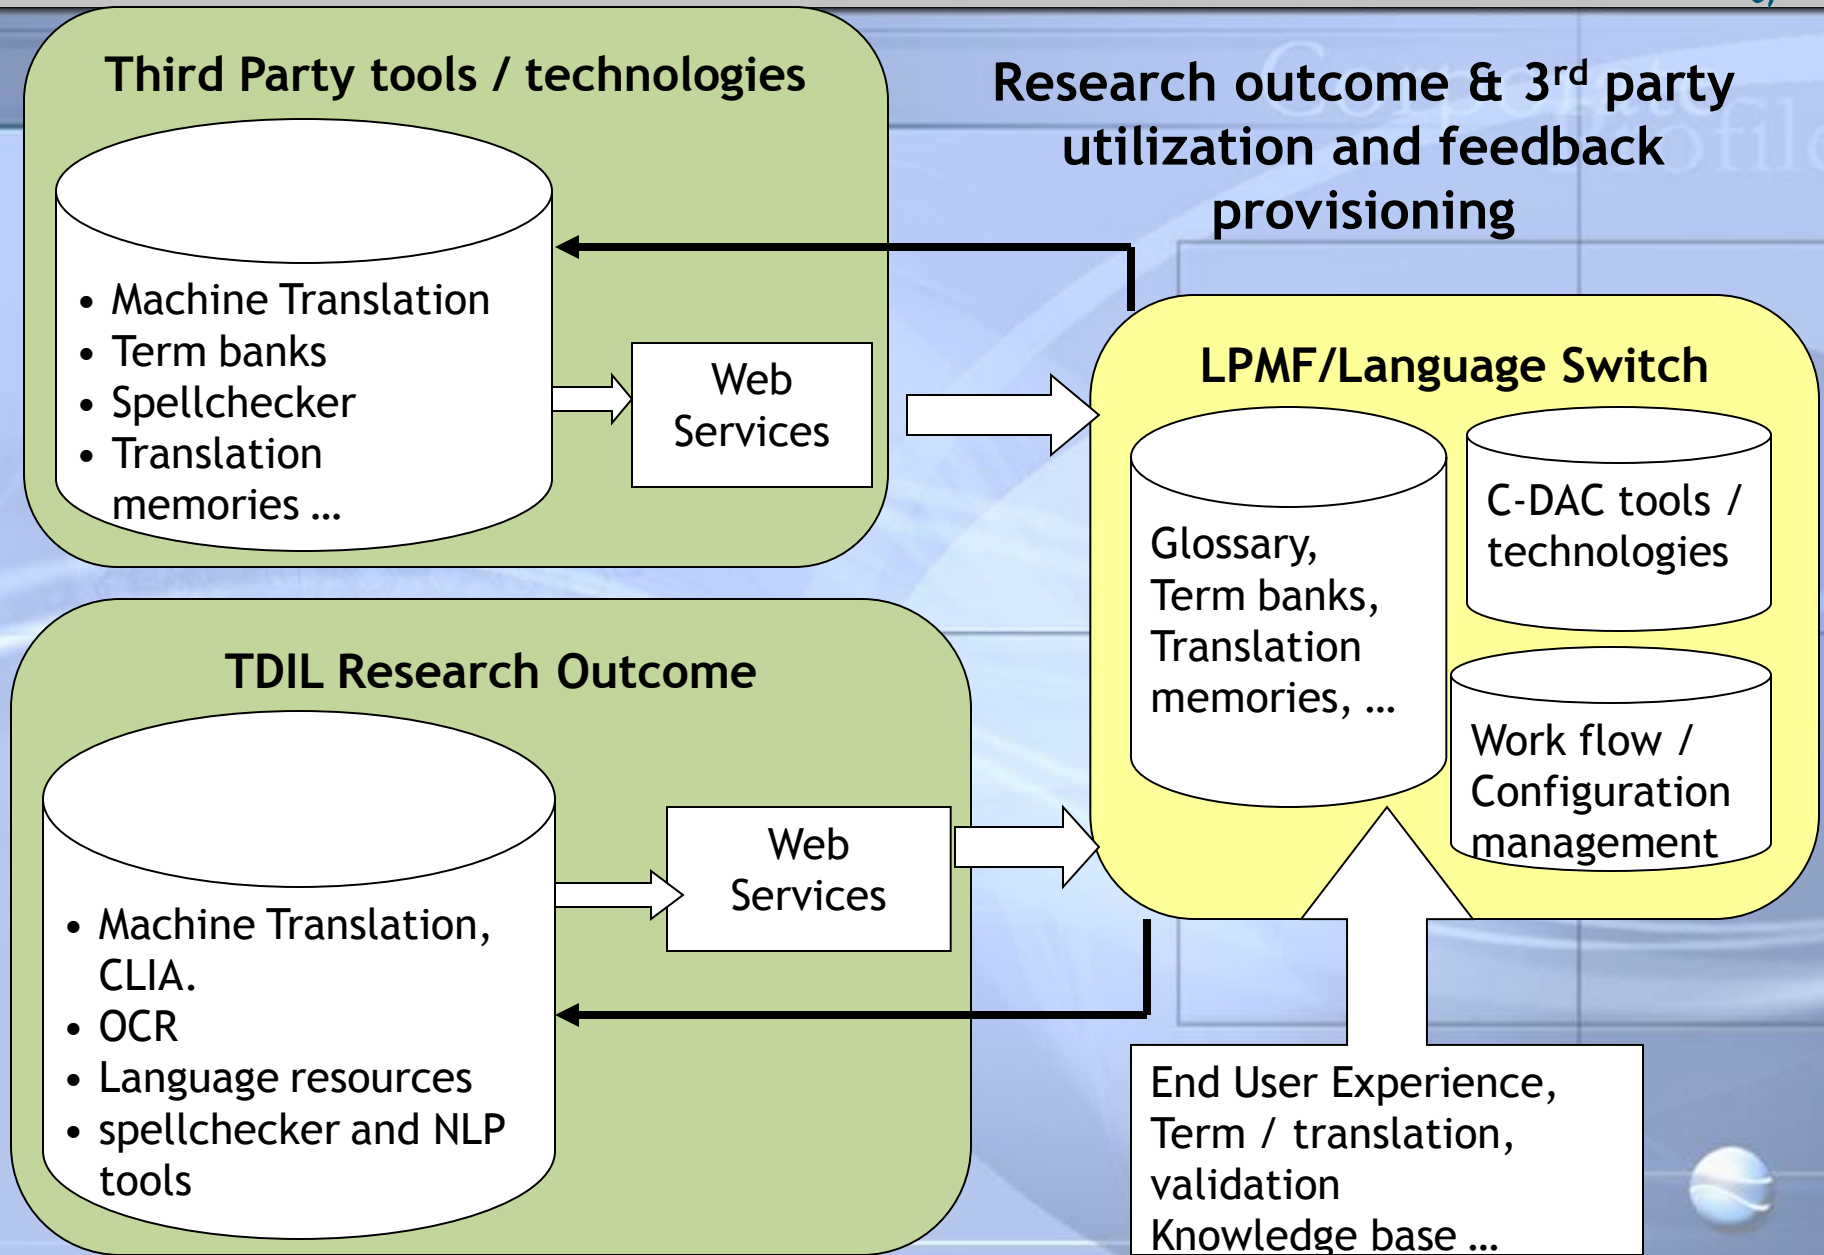 Third Party tools / technologies
Research outcome & 3rd party
utilization and feedback
provisioning
• Machine Translation
• Term banks
• Spellchecker
• Translation
memories ...
Web
Services
LPMF/Language Switch
Glossary,
Term banks,
Translation
memories, ...
C-DAC tools /
technologies
Work flow /
Configuration
management
TDIL Research Outcome
• Machine Translation,
CLIA.
• OCR
• Language resources
• spellchecker and NLP
tools
Web
Services
End User Experience,
Term / translation,
validation
Knowledge base ...
Corporate